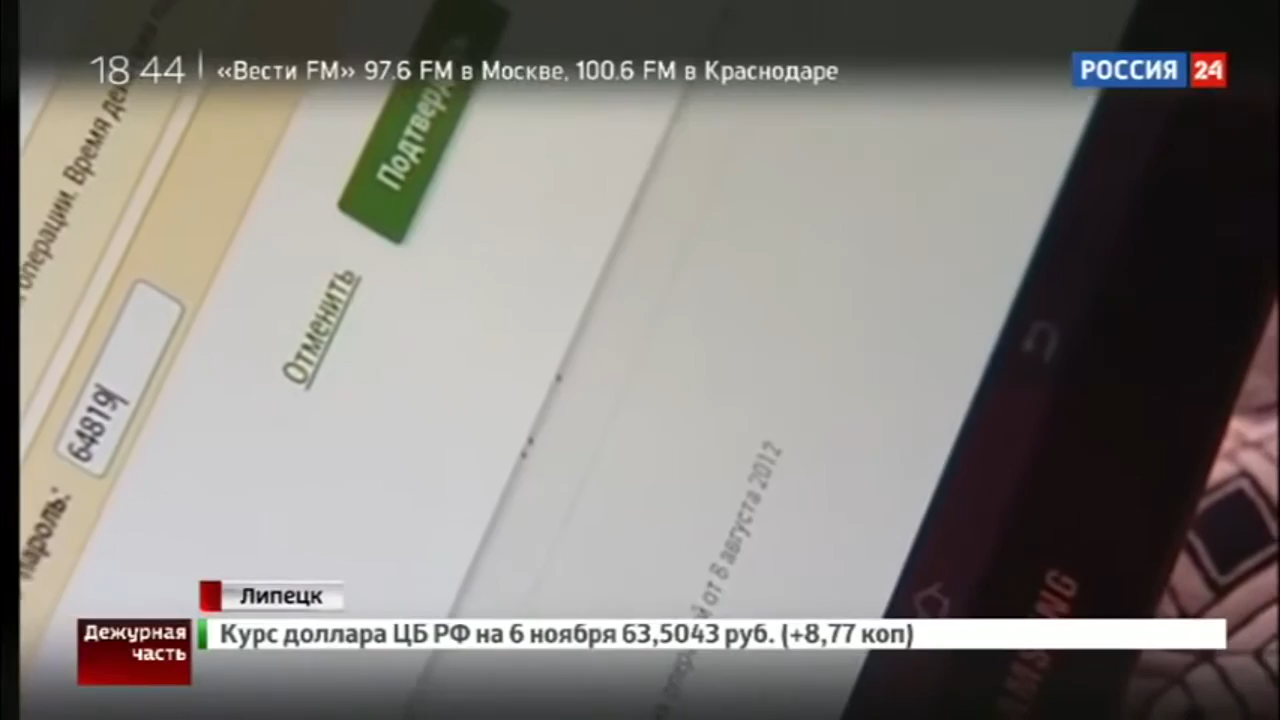 18 44 «Вести FM» 97.6 FM в Москве, 100.6 FM в Краснодаре
РОССИЯ 24
операции. Время
Подтвердить
Отменить
пароль:
64819
от 8 августа 2012
SAMSUNG
Липецк
Дежурная
часть
Курс доллара ЦБ РФ на 6 ноября 63,5043 руб. (+8,77 коп)